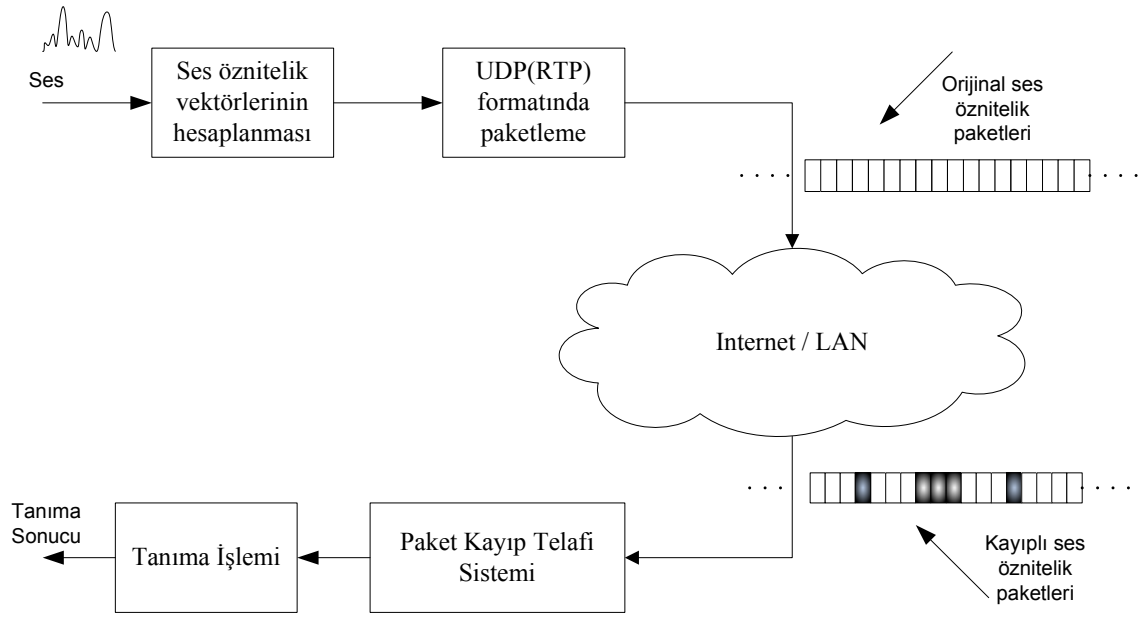 Ses
Ses öznitelik
vektörlerinin
hesaplanması
UDP(RTP)
formatında
paketleme
Orijinal ses
öznitelik
paketleri
Internet / LAN
Tanıma
Sonucu
Tanıma İşlemi
Paket Kayıp Telafi
Sistemi
Kayıplı ses
öznitelik
paketleri